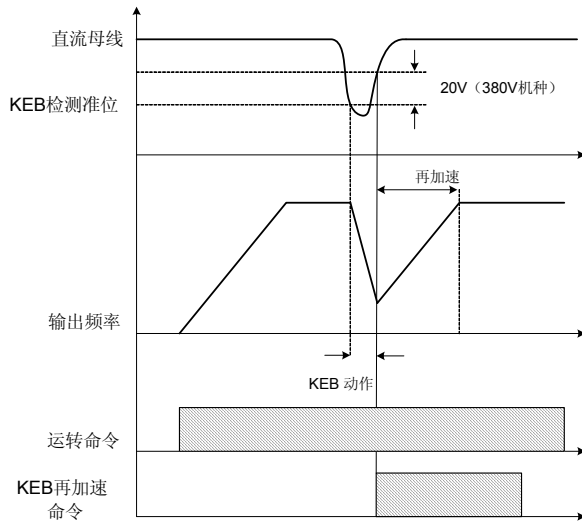 直流母线
20V（380V机种）
KEB检测准位
再加速
输出频率
KEB 动作
运转命令
KEB再加速
命令